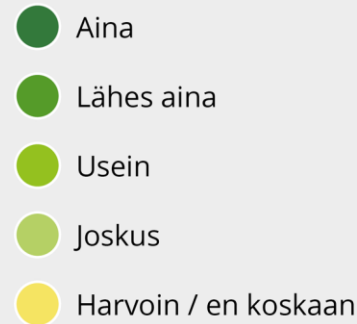 Aina
Lähes aina
Usein
Joskus
Harvoin / en koskaan